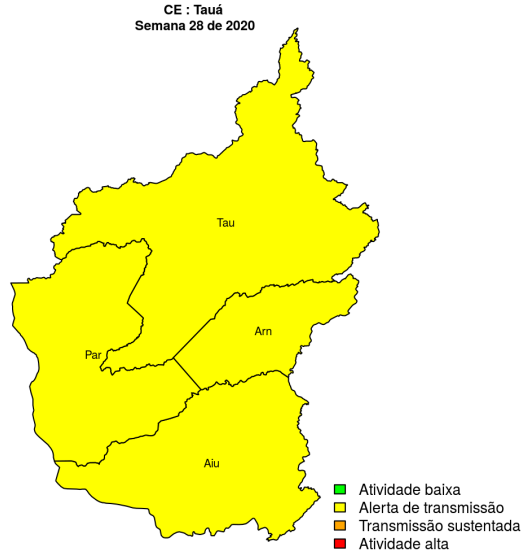 CE : Tauá
Semana 28 de 2020
Tau
Arn
Par
Aiu
Atividade baixa
Alerta de transmissão
Transmissão sustentada
Atividade alta